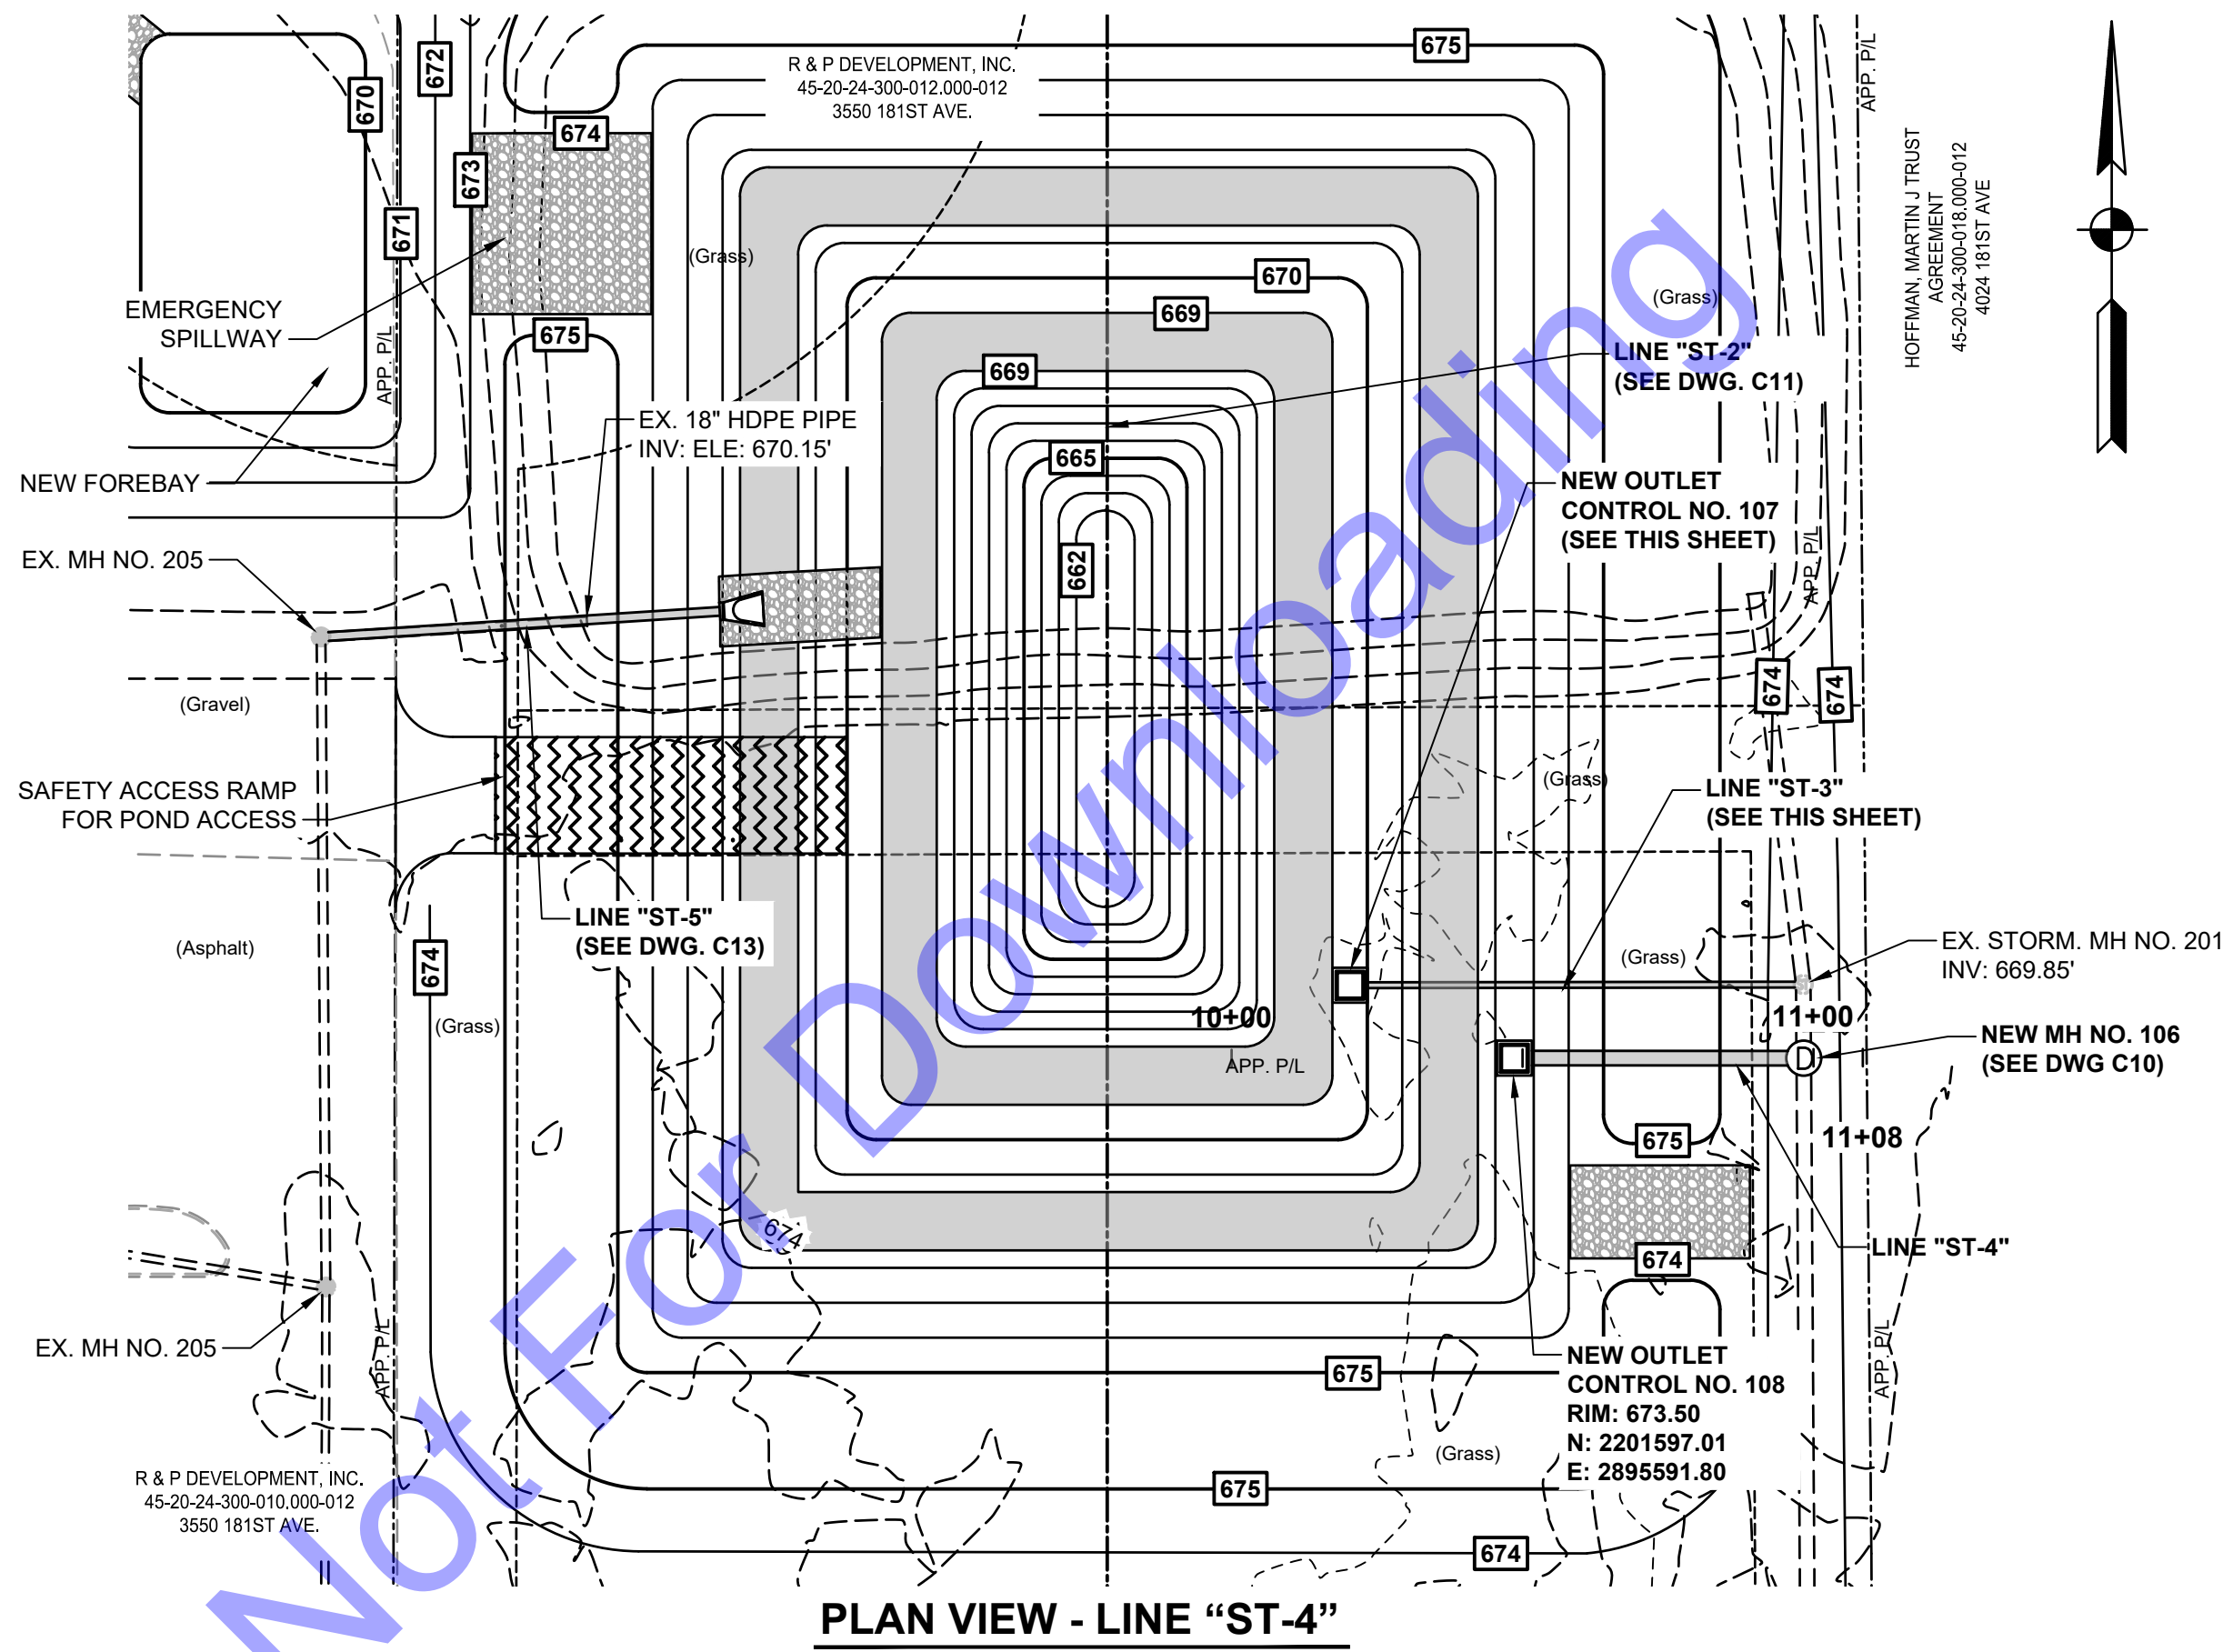 675
672
R & P DEVELOPMENT, INC.
45-20-24-300-012.000-012
3550 181ST AVE.
APP. P/L
670
674
673
671
(Grass)
HOFFMAN, MARTIN J TRUST
AGREEMENT
45-20-24-300-018.000-012
4024 181ST AVE
670
669
(Grass)
EMERGENCY
SPILLWAY
675
APP. P/L
669
LINE "ST-2"
(SEE DWG. C11)
EX. 18" HDPE PIPE
INV: ELE: 670.15'
665
NEW FOREBAY
NEW OUTLET
CONTROL NO. 107
(SEE THIS SHEET)
662
APP. P/L
EX. MH NO. 205
674
674
(Gravel)
(Grass)
SAFETY ACCESS RAMP
FOR POND ACCESS
LINE "ST-3"
(SEE THIS SHEET)
LINE "ST-5"
(SEE DWG. C13)
(Asphalt)
674
(Grass)
EX. STORM. MH NO. 201
INV: 669.85'
(Grass)
10+00
11+00
APP. P/L
D
NEW MH NO. 106
(SEE DWG C10)
675
11+08
674
674
LINE "ST-4"
EX. MH NO. 205
APP. P/L
675
APP. P/L
NEW OUTLET
CONTROL NO. 108
RIM: 673.50
N: 2201597.01
E: 2895591.80
(Grass)
R & P DEVELOPMENT, INC.
45-20-24-300-010.000-012
3550 181ST AVE.
675
674
PLAN VIEW - LINE “ST-4”
Not For Downloading